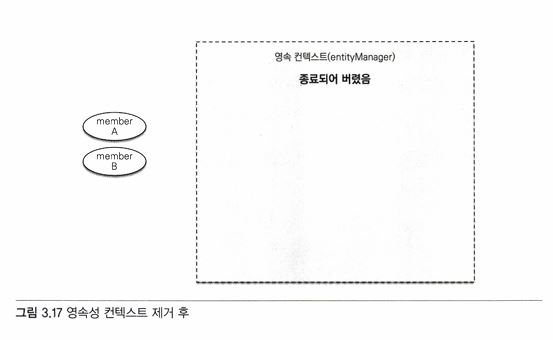 영속 컨텍스트(entityManager)
종료되어 버렸음
member
A
member
B
그림 3.17 영속성 컨텍스트 제거 후